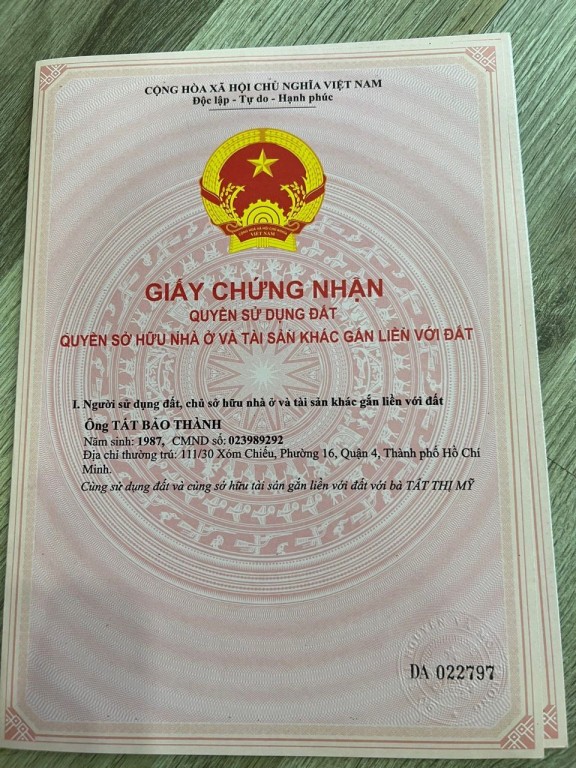 CỘNG HÒA XÃ HỘI CHỦ NGHĨA VIỆT NAM
Độc lập - Tự do - Hạnh phúc
VIỆT NAM
GIẤY CHỨNG NHẬN
QUYỀN SỬ DỤNG ĐẤT
QUYỀN SỞ HỮU NHÀ Ở VÀ TÀI SẢN KHÁC GẮN LIỀN VỚI ĐẤT
I. Người sử dụng đất, chủ sở hữu nhà ở và tài sản khác gắn liền với đất
Ông TẤT BẢO THÀNH
Năm sinh: 1987, CMND số: 023989292
Địa chỉ thường trú: 111/30 Xóm Chiếu, Phường 16, Quận 4, Thành phố Hồ Chí
Minh.
Cùng sử dụng đất và cùng sở hữu tài sản gắn liền với đất với bà TẤT THỊ MỸ
DA 022797